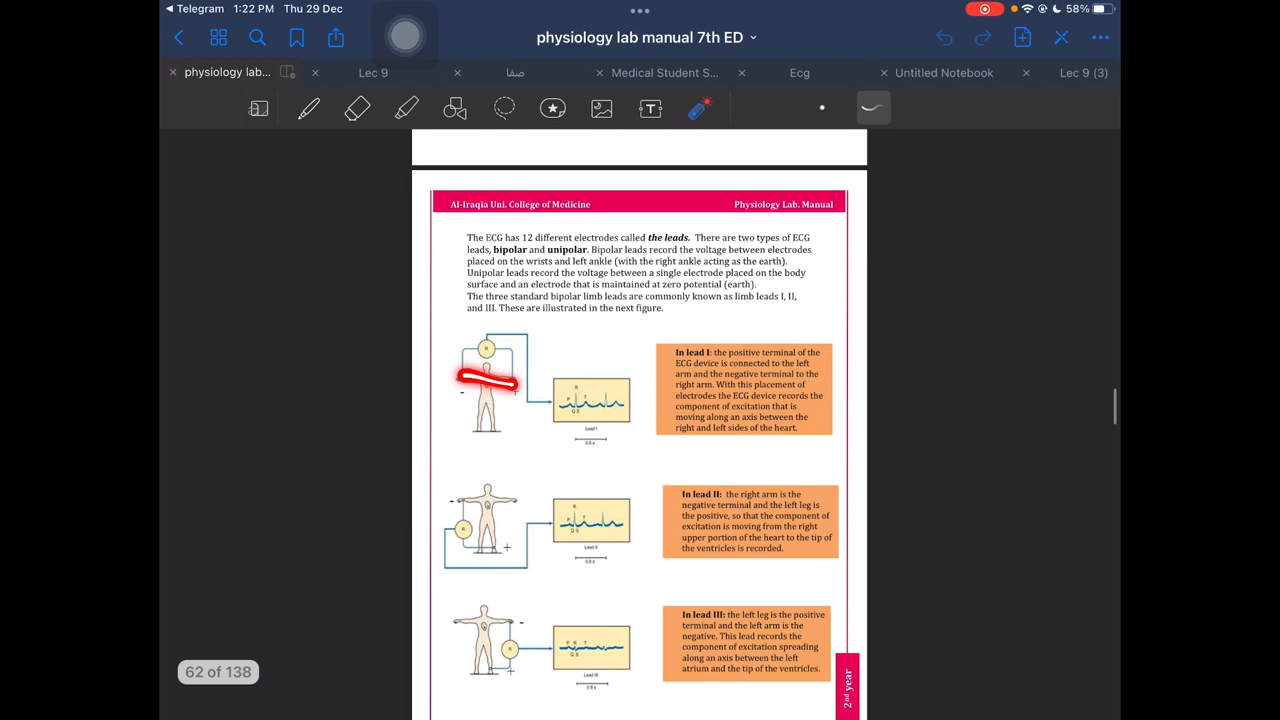 Telegram 1:22 PM Thu 29 Dec 58%
physiology lab manual 7th ED
physiology lab... Lec 9 صفا Medical Student S... Ecg Untitled Notebook Lec 9 (3)
Al-Iraqia Uni. College of Medicine Physiology Lab. Manual
The ECG has 12 different electrodes called the leads. There are two types of ECG
leads, bipolar and unipolar. Bipolar leads record the voltage between electrodes
placed on the wrists and left ankle (with the right ankle acting as the earth).
Unipolar leads record the voltage between a single electrode placed on the body
surface and an electrode that is maintained at zero potential (earth).
The three standard bipolar limb leads are commonly known as limb leads I, II,
and III. These are illustrated in the next figure.
R
- +
R
P T
Q S
Lead I
0.8 s
In lead I: the positive terminal of the
ECG device is connected to the left
arm and the negative terminal to the
right arm. With this placement of
electrodes the ECG device records the
component of excitation that is
moving along an axis between the
right and left sides of the heart.
-
R
+
R
P T
Q S
Lead II
0.8 s
In lead II: the right arm is the
negative terminal and the left leg is
the positive, so that the component of
excitation is moving from the right
upper portion of the heart to the tip of
the ventricles is recorded.
-
R
+
P R T
Q S
Lead III
0.8 s
In lead III: the left leg is the positive
terminal and the left arm is the
negative. This lead records the
component of excitation spreading
along an axis between the left
atrium and the tip of the ventricles.
62 of 138
2nd year